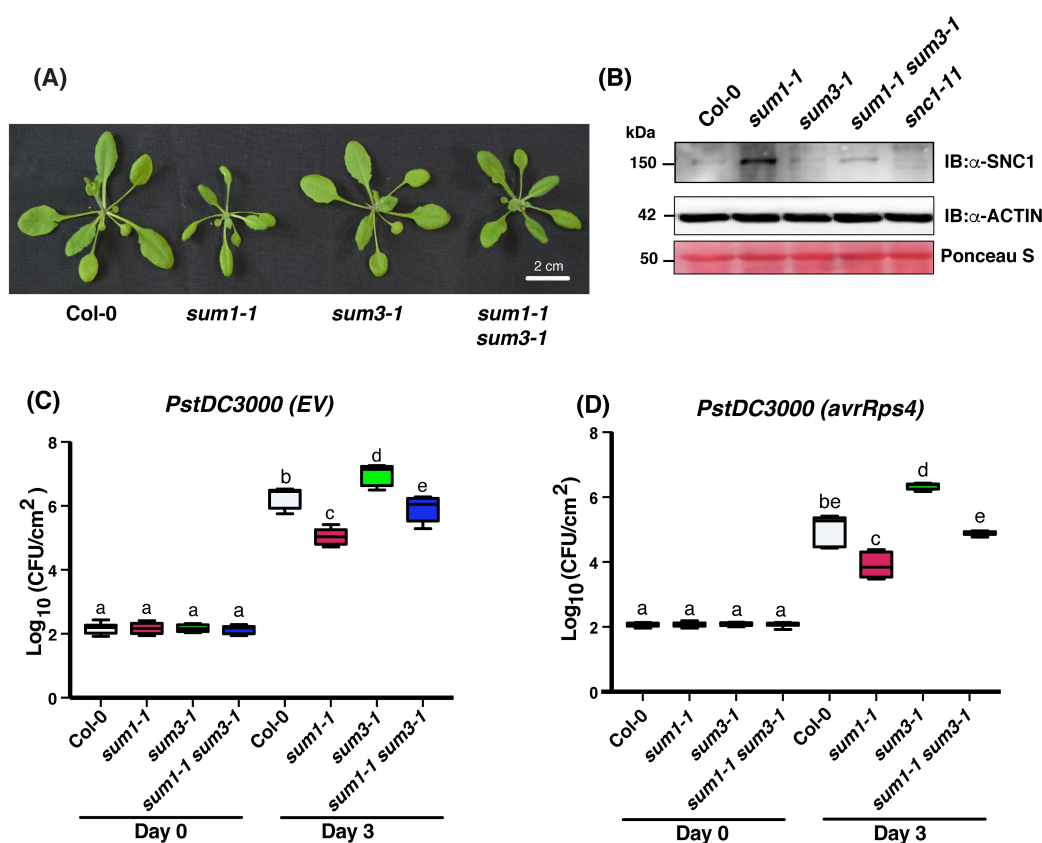 (A)
2 cm
Col-0
sum1-1
sum3-1
sum1-1
sum3-1
(B)
Col-0
sum1-1
sum3-1
sum1-1 sum3-1
snc1-11
kDa
150
IB:α-SNC1
42
IB:α-ACTIN
50
Ponceau S
(C)
PstDC3000 (EV)
Log10 (CFU/cm2)
8
6
4
2
0
a
a
a
a
b
c
d
e
Col-0
sum1-1
sum3-1
sum1-1 sum3-1
Col-0
sum1-1
sum3-1
sum1-1 sum3-1
Day 0
Day 3
(D)
PstDC3000 (avrRps4)
Log10 (CFU/cm2)
8
6
4
2
0
a
a
a
a
be
c
d
e
Col-0
sum1-1
sum3-1
sum1-1 sum3-1
Col-0
sum1-1
sum3-1
sum1-1 sum3-1
Day 0
Day 3